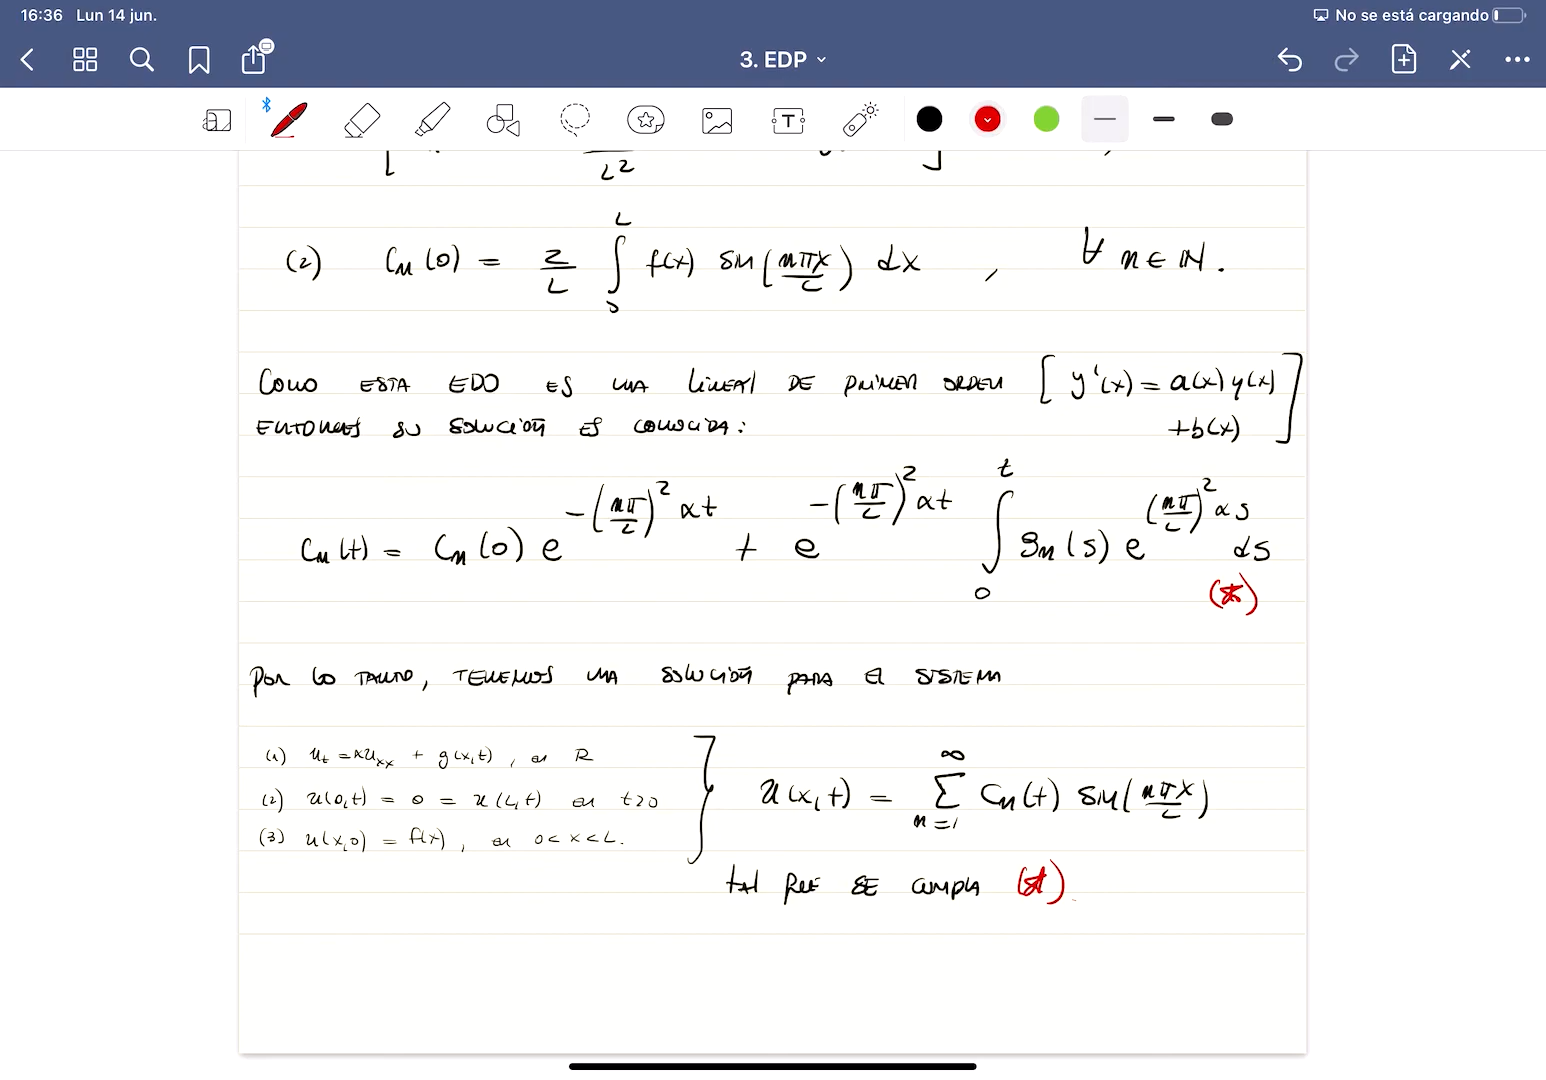 16:36 Lun 14 jun. No se está cargando
3. EDP
L²
(2) Cn(0) = 2/L ∫₀ᴸ f(x) sin(nπx/L) dx , ∀ n ∈ ℕ.
COMO ESTA EDO ES UNA LINEAL DE PRIMER ORDEN [ y'(x) = a(x) y(x)
ENTONCES SU SOLUCIÓN ES CONOCIDA: + b(x) ]
Cn(t) = Cn(0) e^{-(nπ/L)² αt} + e^{-(nπ/L)² αt} ∫₀ᵗ gn(s) e^{(nπ/L)² αs} ds
(*)
POR LO TANTO, TENEMOS UNA SOLUCIÓN PARA EL SISTEMA
(1) ut = αuxx + g(x,t), en R
(2) u(0,t) = 0 = u(L,t) en t>0
(3) u(x,0) = f(x), en 0<x<L.
u(x,t) = Σ_{n=1}^{∞} Cn(t) sin(nπx/L)
tal QUE SE CUMPLA (*).